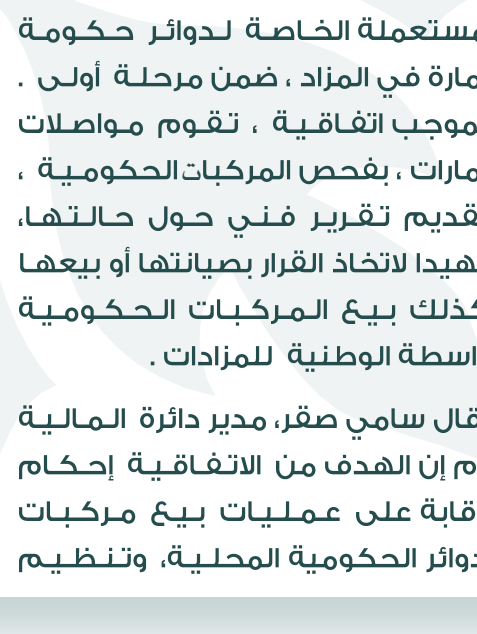 مستعملة الخاصة لدوائر حكومة
مارة في المزاد ، ضمن مرحلة أولى .
موجب اتفاقية ، تقوم مواصلات
مارات ، بفحص المركبات الحكومية ،
قديم تقرير فني حول حالتها،
هيدا لاتخاذ القرار بصيانتها أو بيعها
كذلك بيع المركبات الحكومية
اسطة الوطنية للمزادات .
قال سامي صقر، مدير دائرة المالية
م إن الهدف من الاتفاقية إحكام
قابة على عمليات بيع مركبات
دوائر الحكومية المحلية، وتنظيم